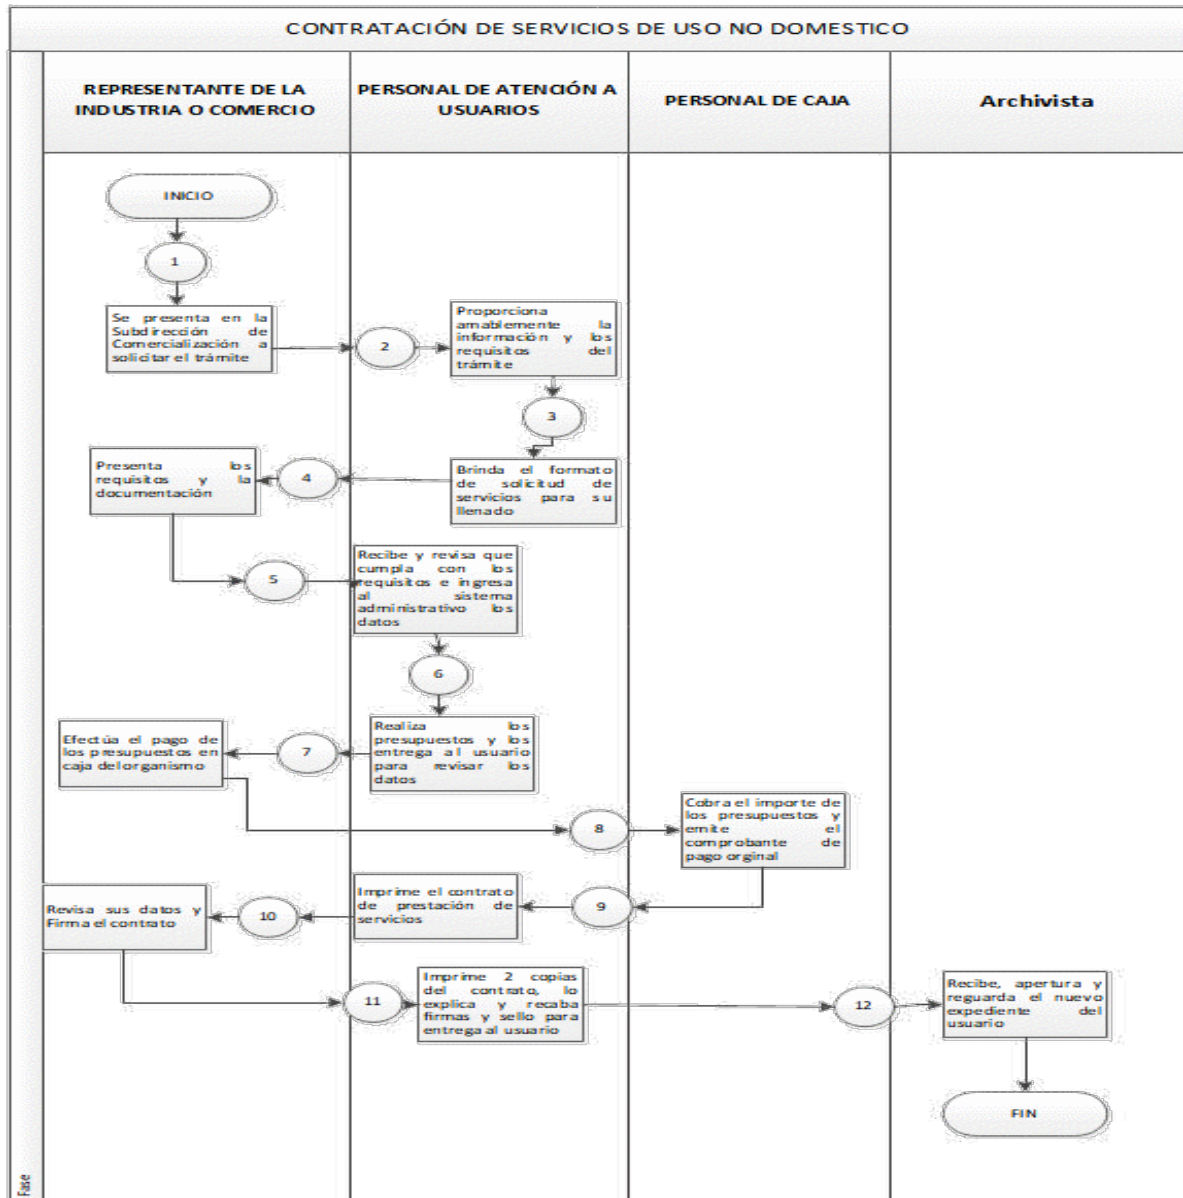 CONTRATACIÓN DE SERVICIOS DE USO NO DOMESTICO
REPRESENTANTE DE LA
INDUSTRIA O COMERCIO
PERSONAL DE ATENCIÓN A
USUARIOS
PERSONAL DE CAJA
Archivista
INICIO
1
Se presenta en la
Subdirección de
Comercialización a
solicitar el trámite
2
Proporciona
amablemente la
información y los
requisitos del
trámite
3
Brinda el formato
de solicitud de
servicios para su
llenado
4
Presenta los
requisitos y la
documentación
5
Recibe y revisa que
cumpla con los
requisitos e ingresa
al sistema
administrativo los
datos
6
Realiza los
presupuestos y los
entrega al usuario
para revisar los
datos
7
Efectúa el pago de
los presupuestos en
caja del organismo
8
Cobra el importe de
los presupuestos y
emite el
comprobante de
pago orginal
9
Imprime el contrato
de prestación de
servicios
10
Revisa sus datos y
Firma el contrato
11
Imprime 2 copias
del contrato, lo
explica y recaba
firmas y sello para
entrega al usuario
12
Recibe, apertura y
reguarda el nuevo
expediente del
usuario
FIN
Fase